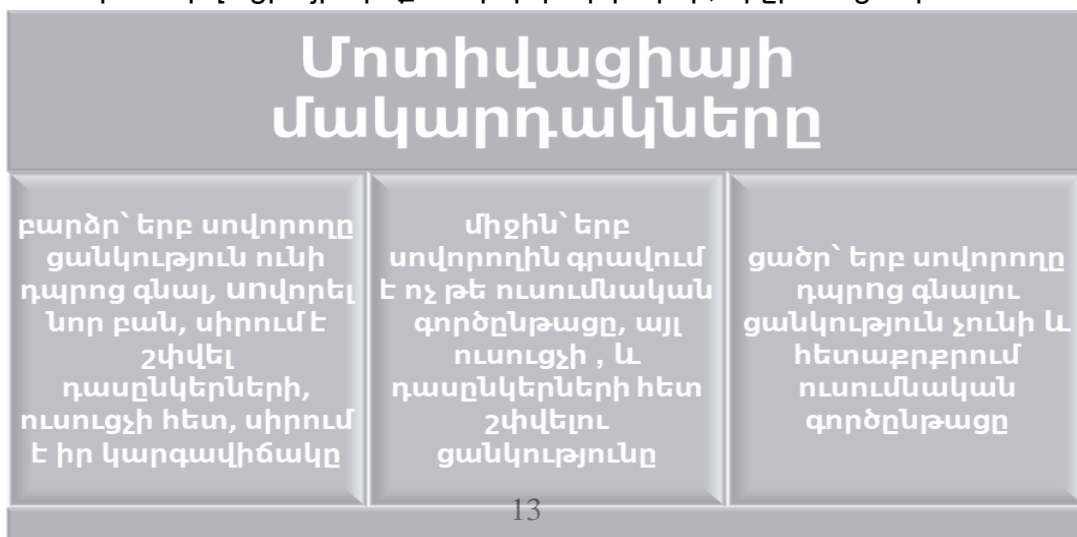 Մոտիվացիայի
մակարդակները
բարձր՝ երբ սովորողը
ցանկություն ունի
դպրոց գնալ, ՍՈվորել
նոր բան, սիրում է
շփվել
դասընկերների,
ուսուցչի հետ, սիրում
է իր կարգավիճակը
միջին՝ երբ
սովորողին գրավում
է ոչ թե ուսումնական
գործընթացը, այլ
ուսուցչի , և
դասընկերների հետ
շփվելու
ցանկությունը
ցածր՝ երբ սովորողը
դպրՈց գնալու
ցանկություն չունի և
հետաքրքրում
ուսումնական
գործընթացը
13